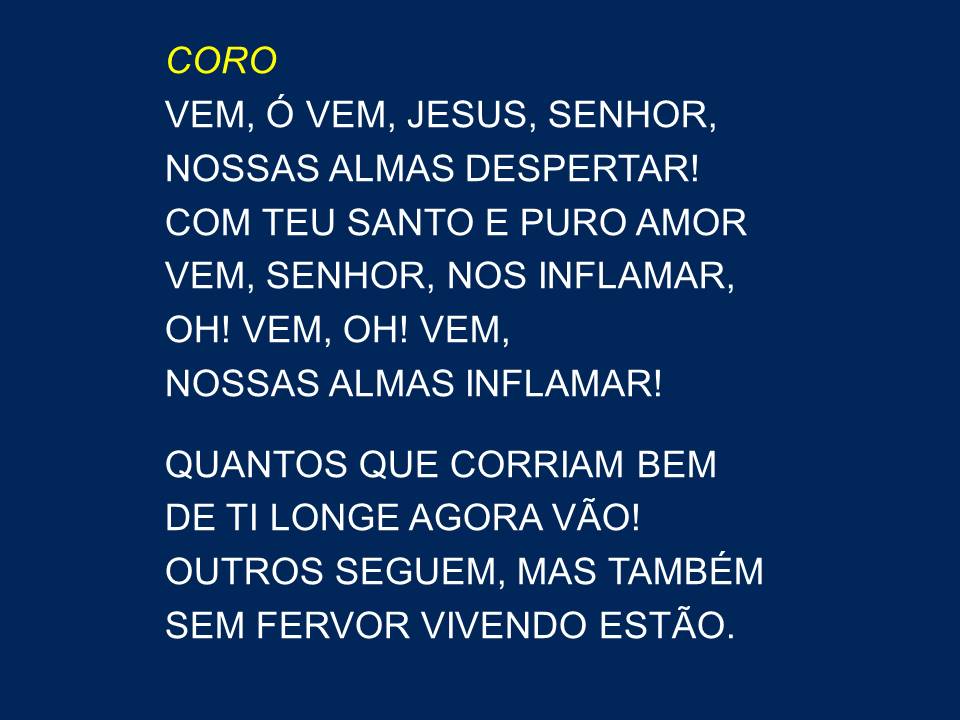 CORO
VEM, Ó VEM, JESUS, SENHOR,
NOSSAS ALMAS DESPERTAR!
COM TEU SANTO E PURO AMOR
VEM, SENHOR, NOS INFLAMAR,
OH! VEM, OH! VEM,
NOSSAS ALMAS INFLAMAR!
QUANTOS QUE CORRIAM BEM
DE TI LONGE AGORA VÃO!
OUTROS SEGUEM, MAS TAMBÉM
SEM FERVOR VIVENDO ESTÃO.